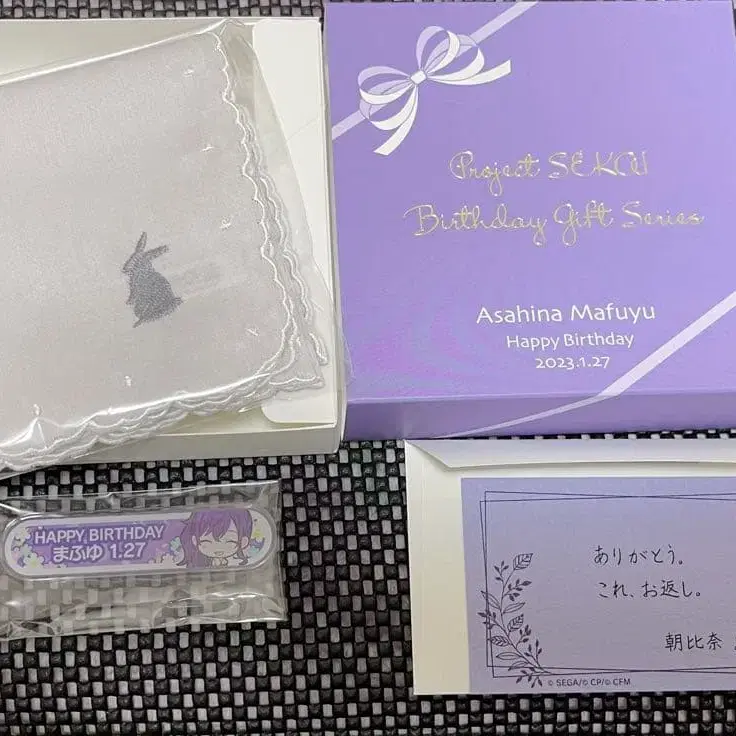 Project SEKAI
Birthday Gift Series
Asahina Mafuyu
Happy Birthday
2023.1.27
HAPPY BIRTHDAY
まふゆ 1.27
ありがとう。
これ、お返し。
朝比奈
© SEGA/© CP/© CFM